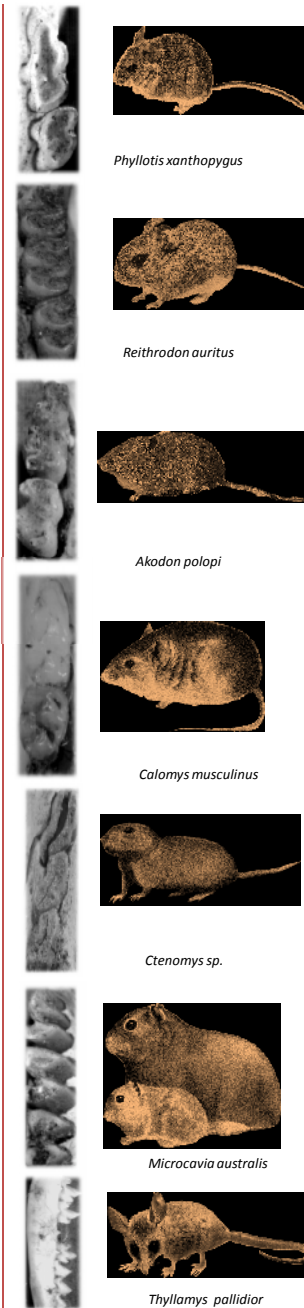 Phyllotis xanthopygus
Reithrodon auritus
Akodon polopi
Calomys musculinus
Ctenomys sp.
Microcavia australis
Thyllamys pallidior